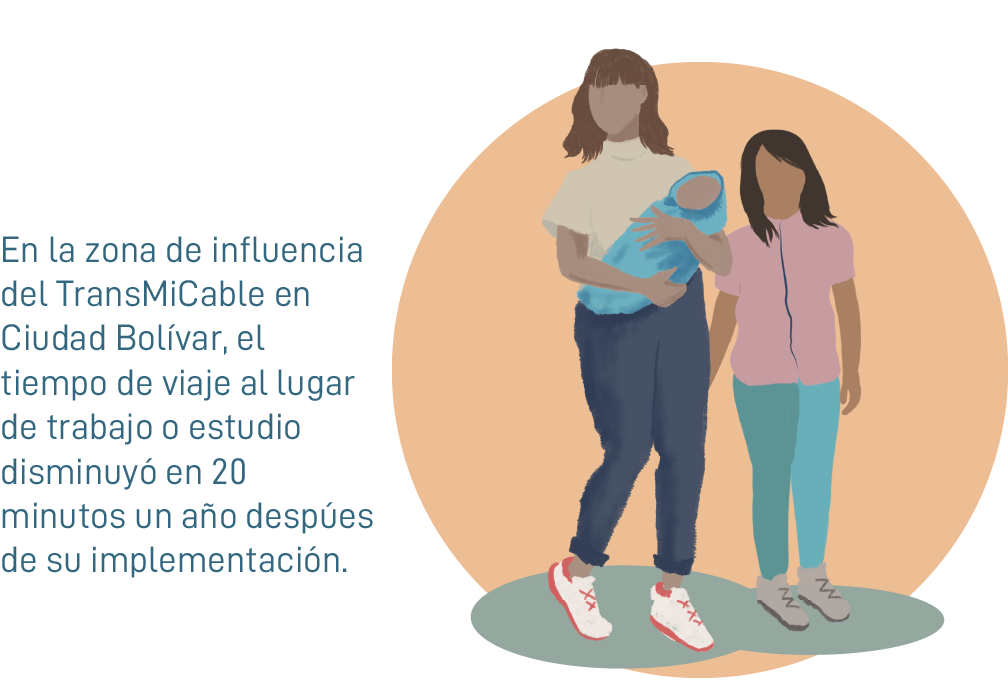 En la zona de influencia
del TransMiCable en
Ciudad Bolívar, el
tiempo de viaje al lugar
de trabajo o estudio
disminuyó en 20
minutos un año despúes
de su implementación.